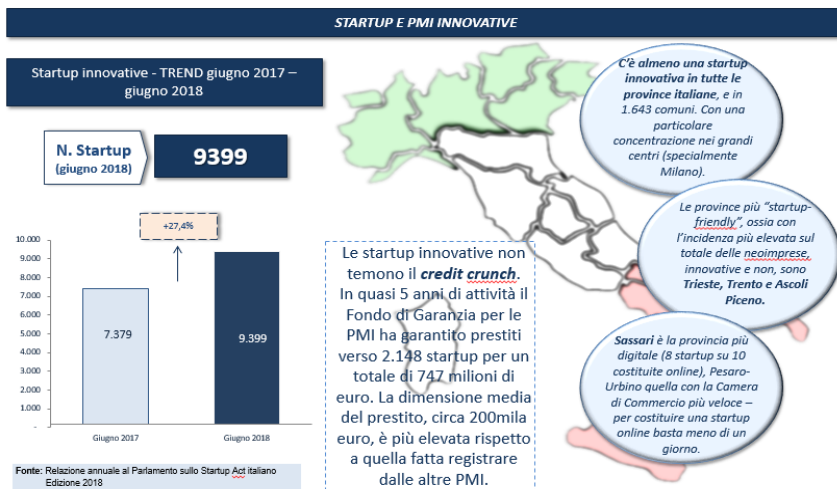 STARTUP E PMI INNOVATIVE
Startup innovative - TREND giugno 2017 –
giugno 2018
N. Startup
(giugno 2018)
9399
+27,4%
10.000
9.000
8.000
7.000
6.000
5.000
4.000
3.000
2.000
1.000
-
7.379
9.399
Giugno 2017
Giugno 2018
Fonte: Relazione annuale al Parlamento sullo Startup Act italiano
Edizione 2018
Le startup innovative non
temono il credit crunch.
In quasi 5 anni di attività il
Fondo di Garanzia per le
PMI ha garantito prestiti
verso 2.148 startup per un
totale di 747 milioni di
euro. La dimensione media
del prestito, circa 200mila
euro, è più elevata rispetto
a quella fatta registrare
dalle altre PMI.
C'è almeno una startup
innovativa in tutte le
province italiane, e in
1.643 comuni. Con una
particolare
concentrazione nei grandi
centri (specialmente
Milano).
Le province più “startup-
friendly”, ossia con
l'incidenza più elevata sul
totale delle neoimprese,
innovative e non, sono
Trieste, Trento e Ascoli
Piceno.
Sassari è la provincia più
digitale (8 startup su 10
costituite online), Pesaro-
Urbino quella con la Camera
di Commercio più veloce –
per costituire una startup
online basta meno di un
giorno.